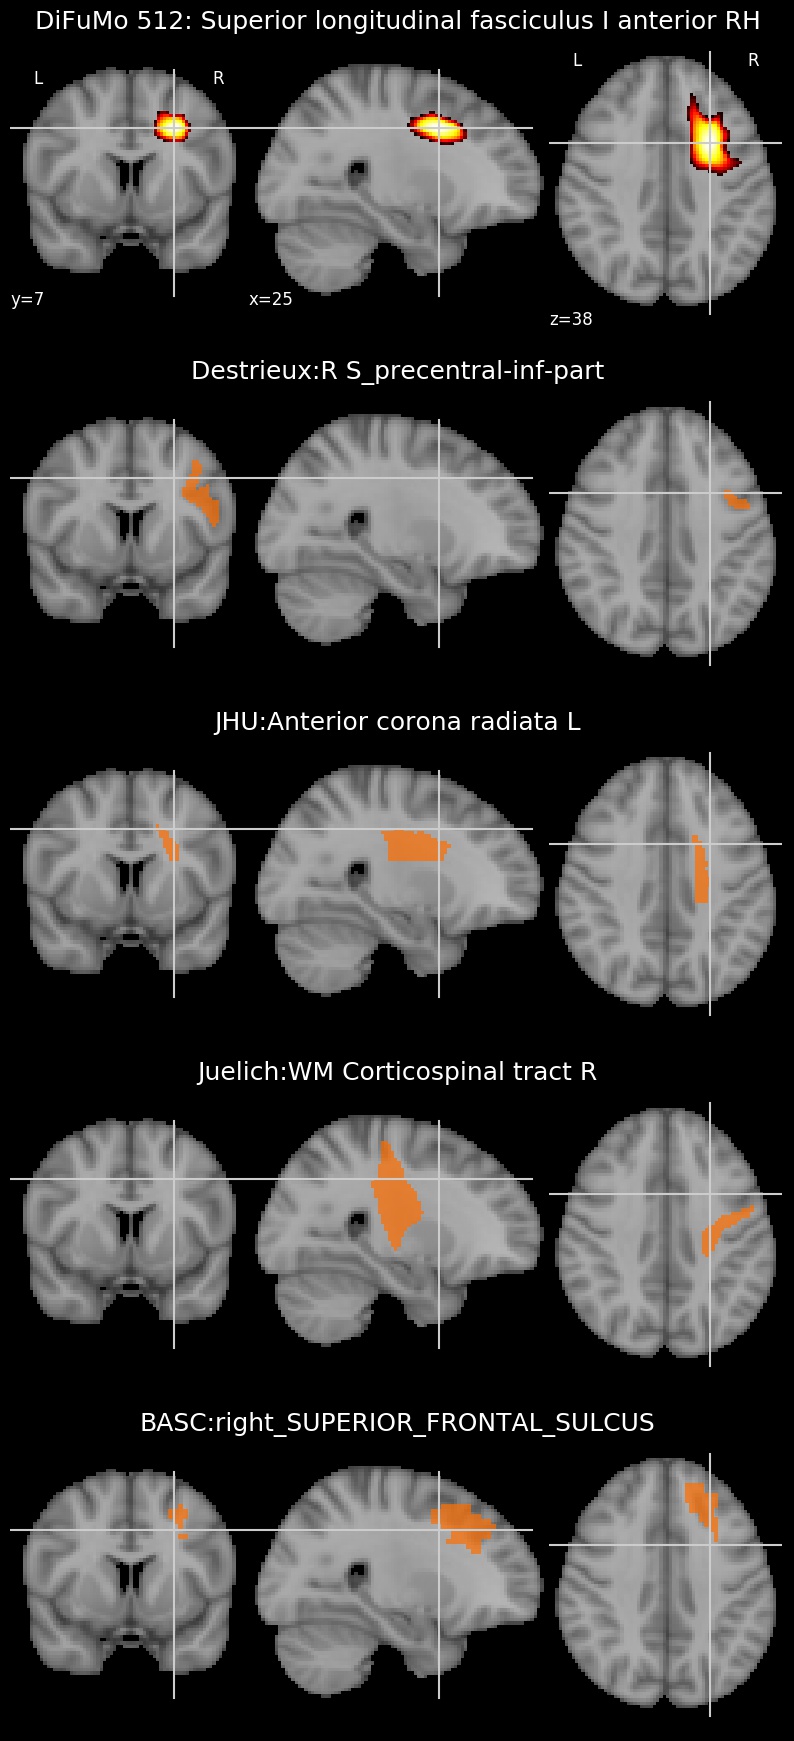 DiFuMo 512: Superior longitudinal fasciculus I anterior RH
L R L R
y=7 x=25 z=38
Destrieux:R S_precentral-inf-part
JHU:Anterior corona radiata L
Juelich:WM Corticospinal tract R
BASC:right_SUPERIOR_FRONTAL_SULCUS